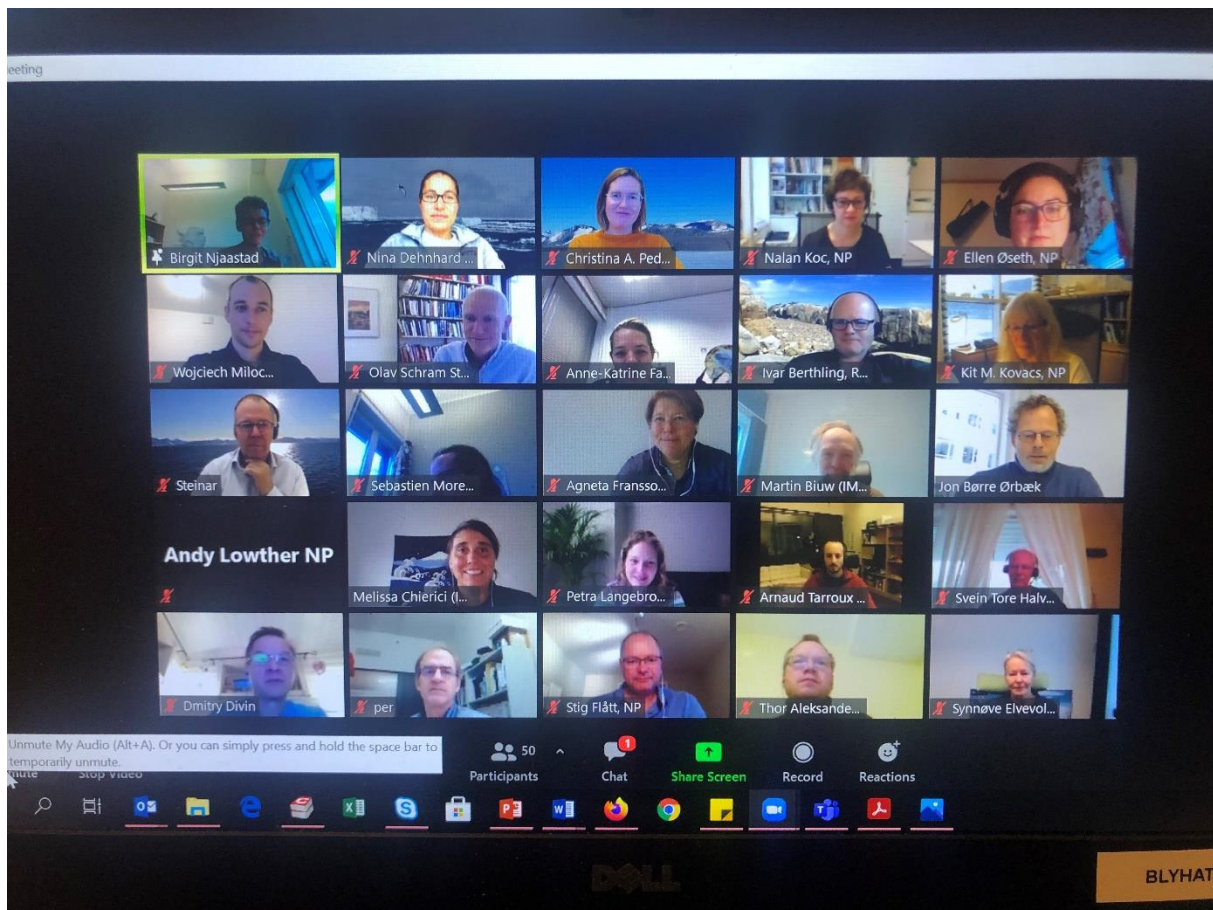 eeting
Birgit Njaastad
Nina Dehnhard ...
Christina A. Ped...
Nalan Koc, NP
Ellen Øseth, NP
Wojciech Miloc...
Olav Schram St...
Anne-Katrine Fa...
Ivar Berthling, R...
Kit M. Kovacs, NP
Steinar
Sebastien More...
Agneta Fransso...
Martin Biuw (IM...
Jon Børre Ørbæk
Andy Lowther NP
Melissa Chierici (I...
Petra Langebro...
Arnaud Tarroux ...
Svein Tore Halv...
Dmitry Divin
per
Stig Flått, NP
Thor Aleksande...
Synnøve Elvevol...
Unmute My Audio (Alt+A). Or you can simply press and hold the space bar to
temporarily unmute.
Stop Video
50
Participants
1
Chat
Share Screen
Record
Reactions
DELL
BLYHAT